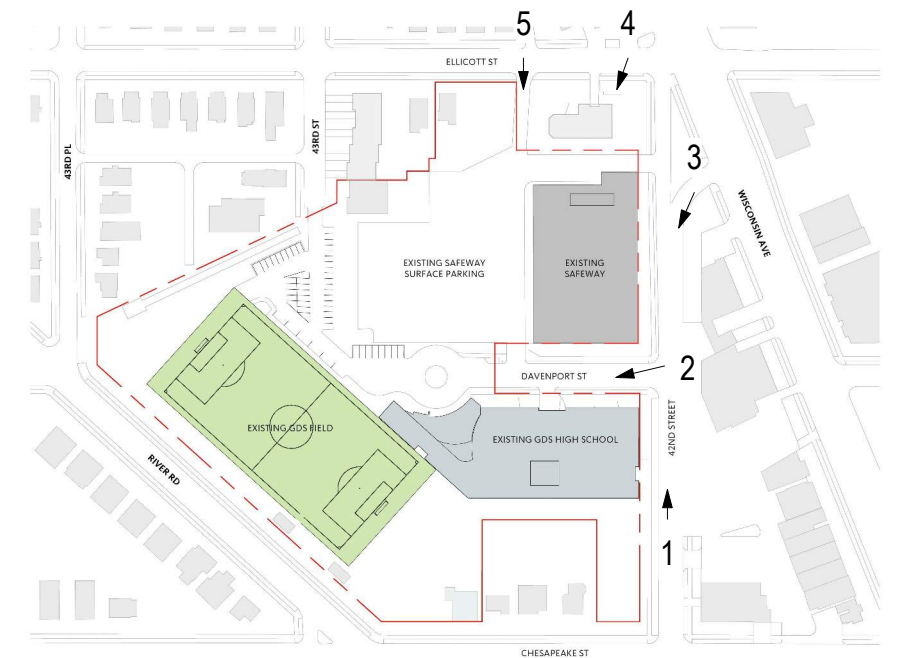 5
4
ELLICOTT ST
43RD PL
43RD ST
3
WISCONSIN AVE
EXISTING SAFEWAY
SURFACE PARKING
EXISTING
SAFEWAY
DAVENPORT ST
2
EXISTING GDS FIELD
EXISTING GDS HIGH SCHOOL
42ND STREET
RIVER RD
1
CHESAPEAKE ST